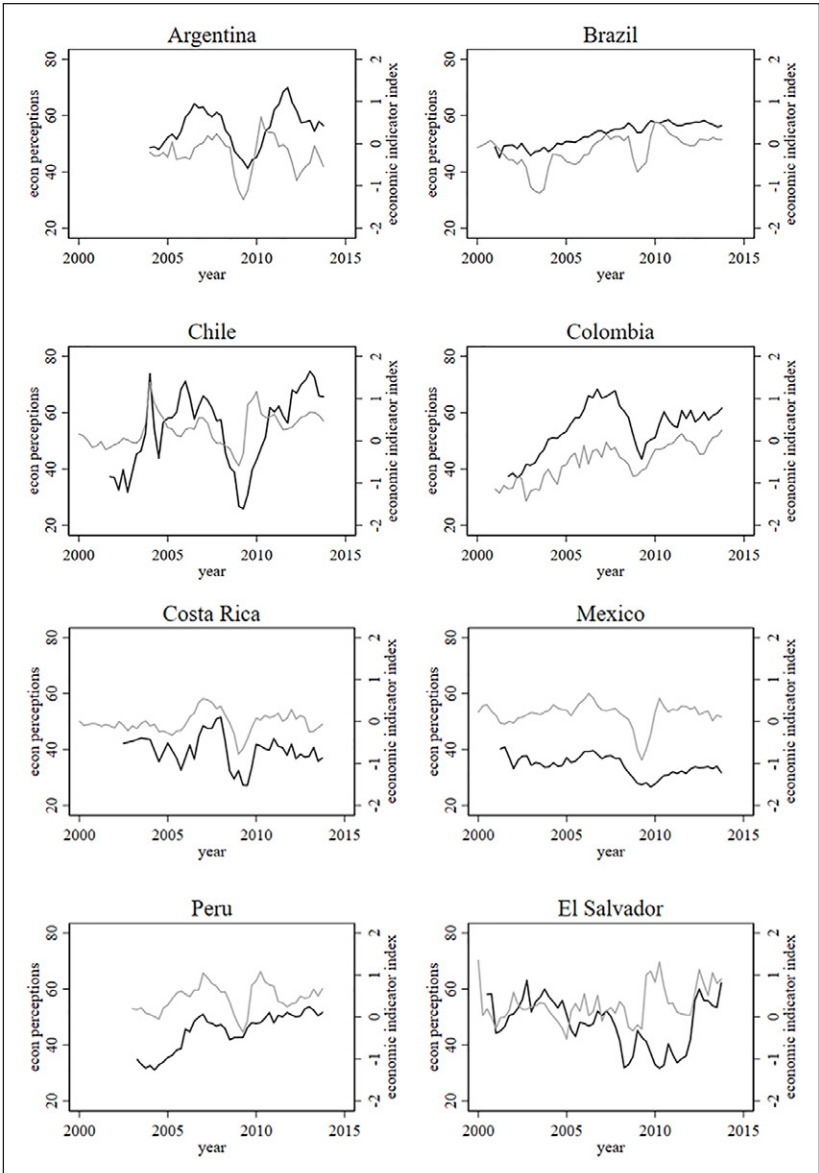 Argentina
80
60
40
20
econ perceptions
2
1
0
-1
-2
economic indicator index
2000 2005 2010 2015
year
Brazil
80
60
40
20
econ perceptions
2
1
0
-1
-2
economic indicator index
2000 2005 2010 2015
year
Chile
80
60
40
20
econ perceptions
2
1
0
-1
-2
economic indicator index
2000 2005 2010 2015
year
Colombia
80
60
40
20
econ perceptions
2
1
0
-1
-2
economic indicator index
2000 2005 2010 2015
year
Costa Rica
80
60
40
20
econ perceptions
2
1
0
-1
-2
economic indicator index
2000 2005 2010 2015
year
Mexico
80
60
40
20
econ perceptions
2
1
0
-1
-2
economic indicator index
2000 2005 2010 2015
year
Peru
80
60
40
20
econ perceptions
2
1
0
-1
-2
economic indicator index
2000 2005 2010 2015
year
El Salvador
80
60
40
20
econ perceptions
2
1
0
-1
-2
economic indicator index
2000 2005 2010 2015
year